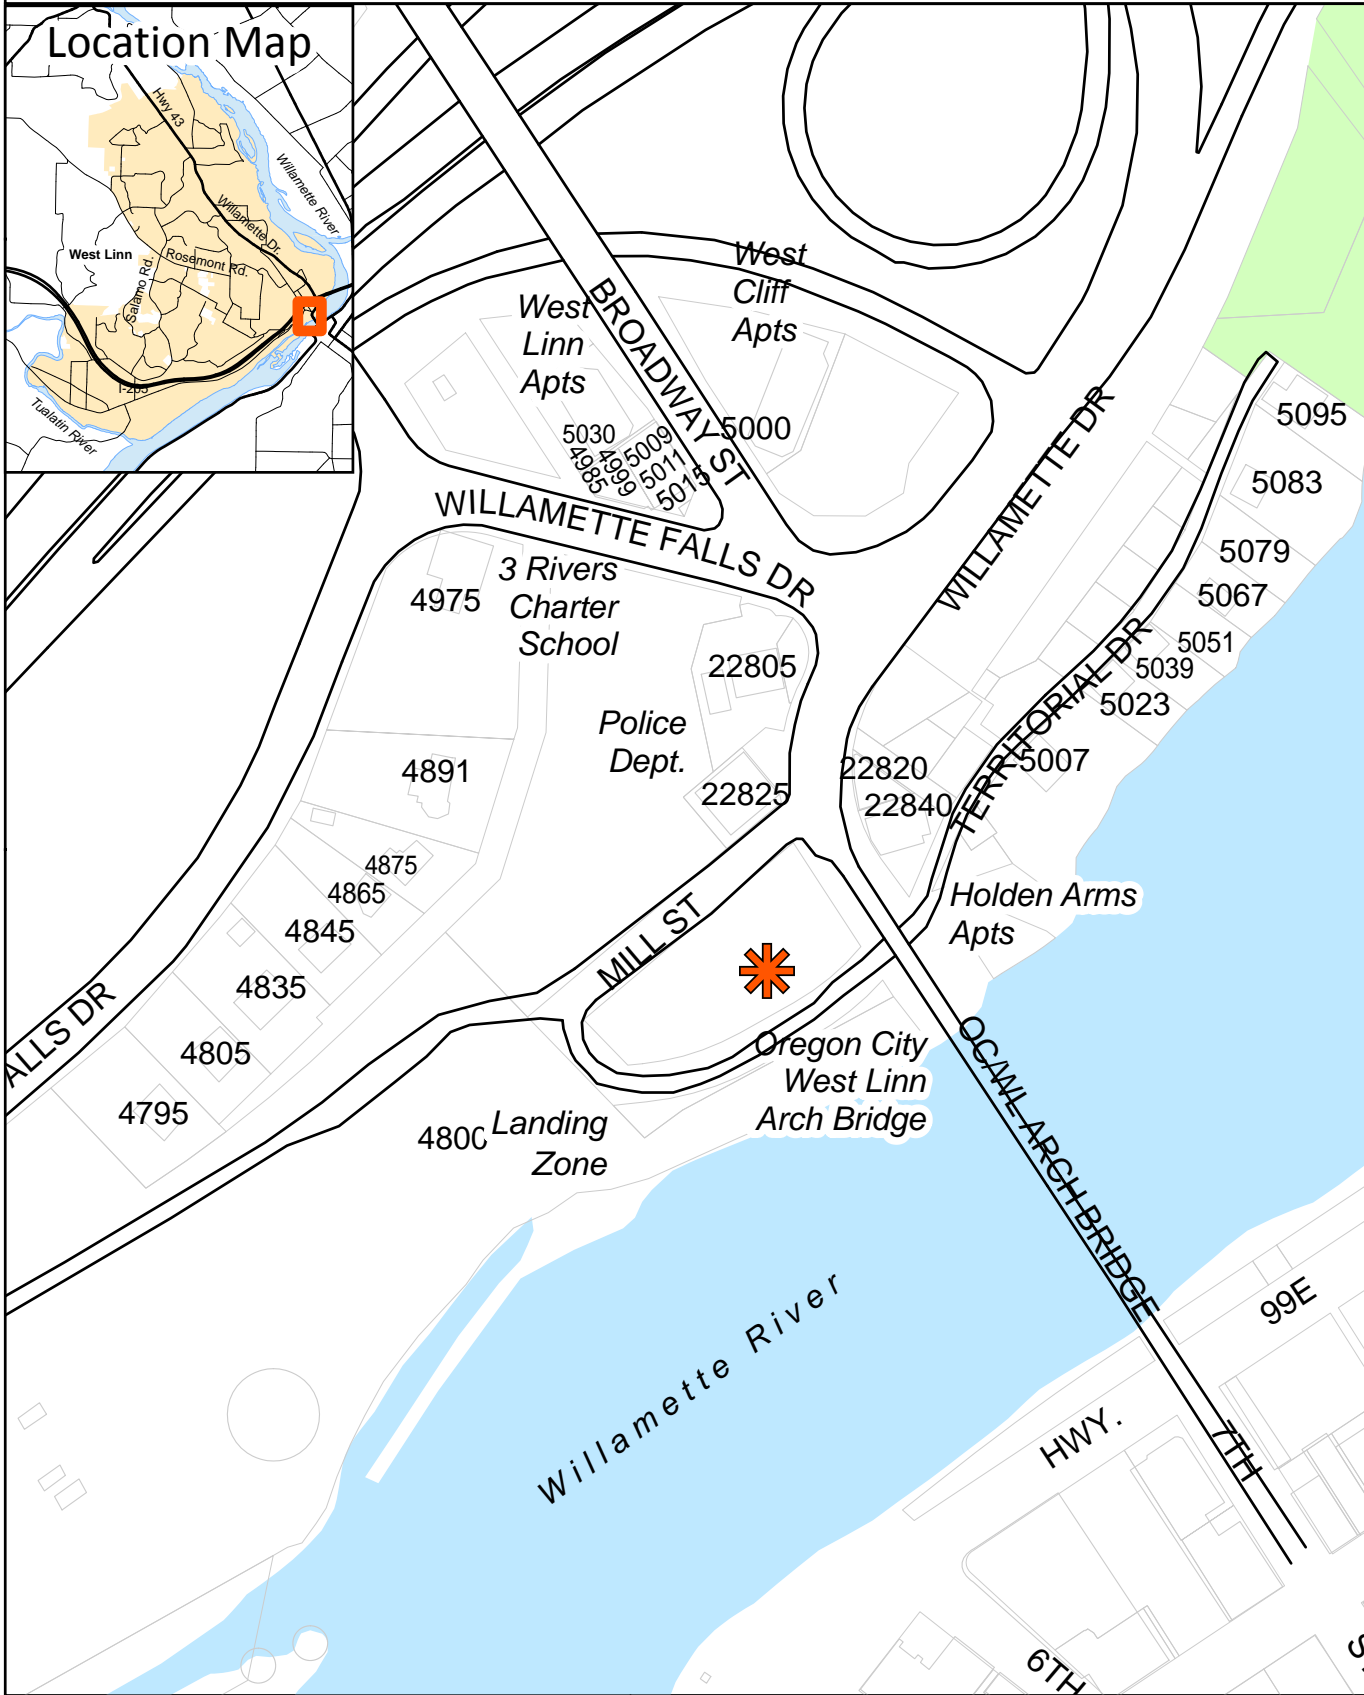 Location Map
Hwy 43
Willamette River
Willamette Dr.
West Linn
Rosemont Rd.
Salamo Rd.
Tualatin River
West
Cliff
Apts
West
Linn
Apts
BROADWAY ST
5000
5030
4985
4999
5009
5011
5015
WILLAMETTE DR
5095
5083
5079
5067
5051
5039
5023
5007
TERRITORIAL DR
WILLAMETTE FALLS DR
3 Rivers
Charter
School
4975
22805
Police
Dept.
22825
22820
22840
4891
4875
4865
4845
4835
4805
4795
ALLS DR
MILL ST
Holden Arms
Apts
Oregon City
West Linn
Arch Bridge
OC/WL ARCH BRIDGE
4800
Landing
Zone
Willamette River
99E
HWY.
7TH
6TH